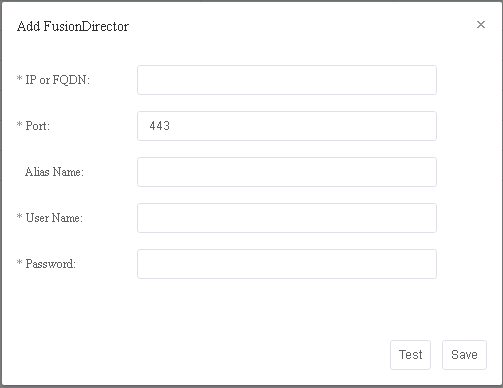 Add FusionDirector ×
* IP or FQDN:
* Port: 443
Alias Name:
* User Name:
* Password:
Test Save